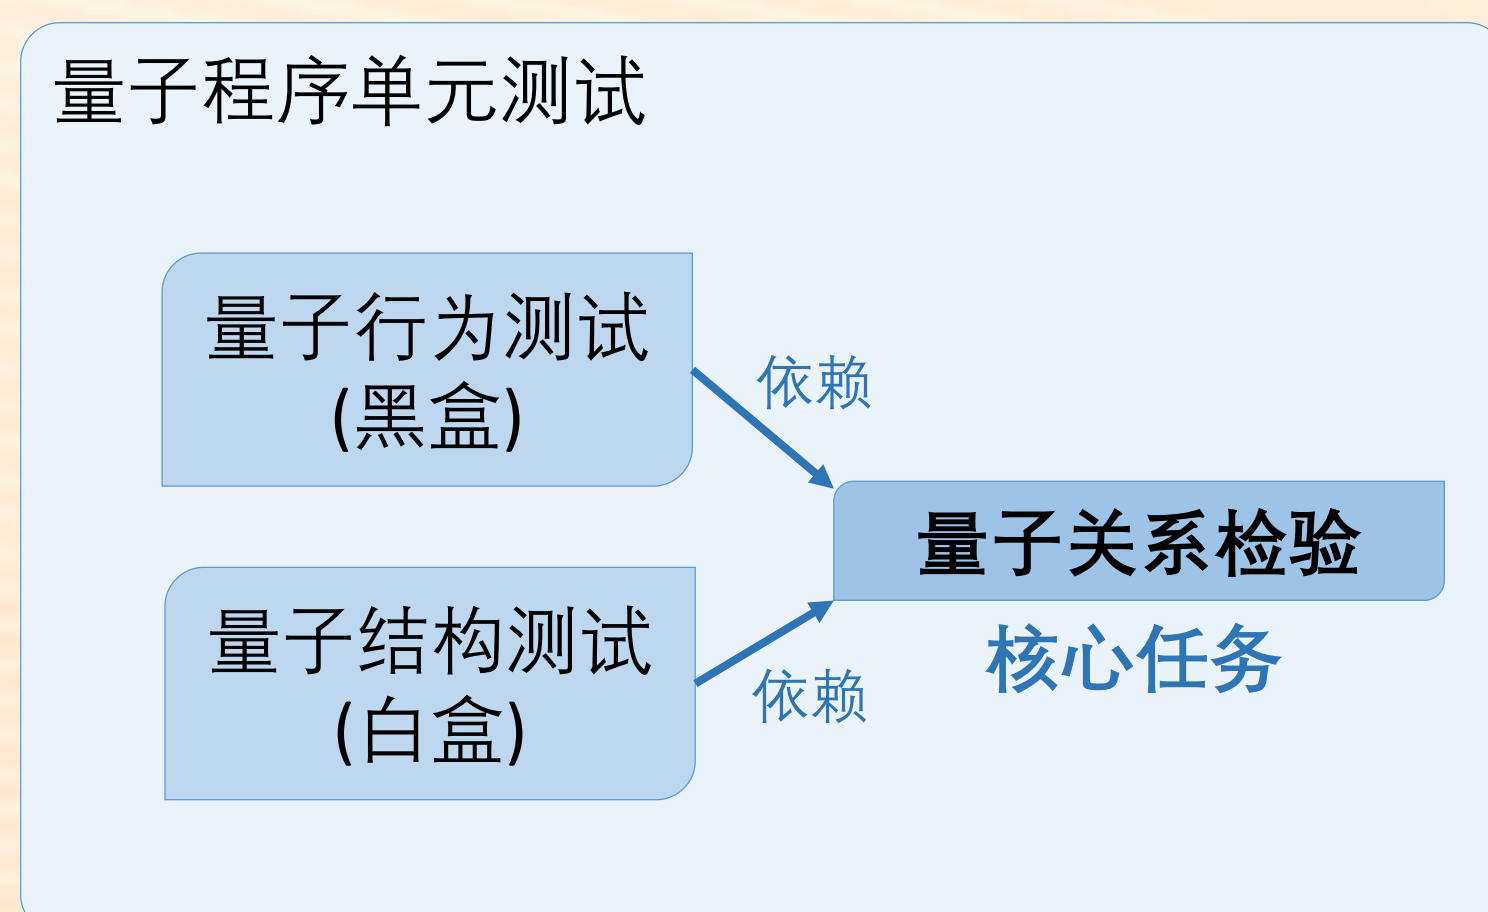 量子程序单元测试
量子行为测试
(黑盒)
依赖
量子关系检验
核心任务
量子结构测试
(白盒)
依赖